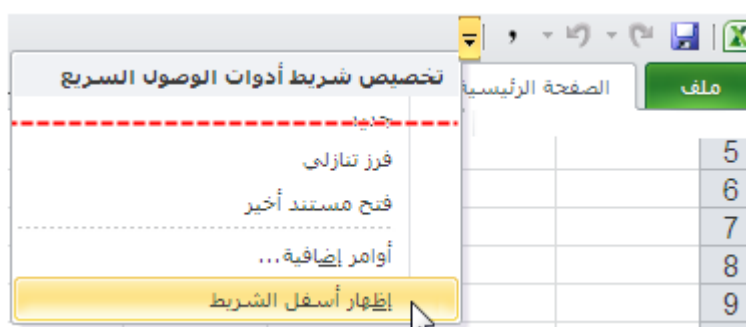 ملف
الصفحة الرئيسية
تخصيص شريط أدوات الوصول السريع
جديد
فرز تنازلي
فتح مستند أخير
أوامر إضافية...
إظهار أسفل الشريط
5
6
7
8
9